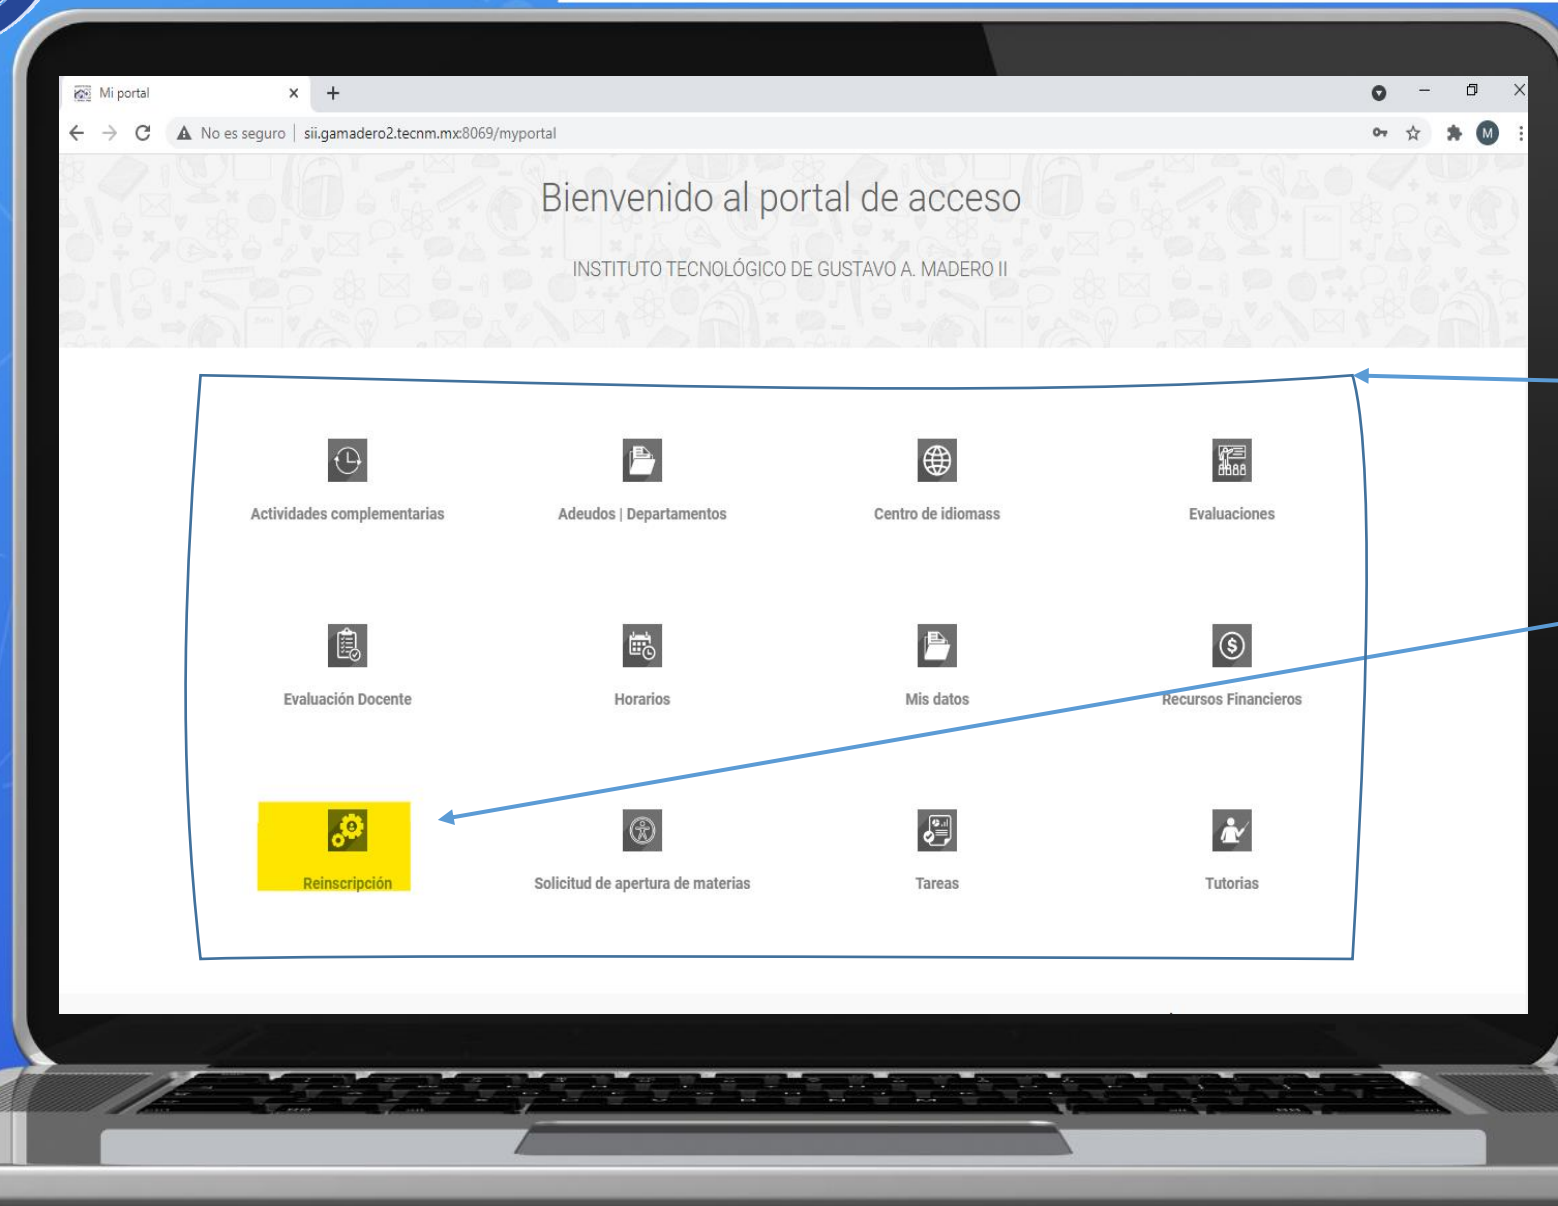 Mi portal
No es seguro | sii.gamadero2.tecnm.mx:8069/myportal
M
Bienvenido al portal de acceso
INSTITUTO TECNOLÓGICO DE GUSTAVO A. MADERO II
Actividades complementarias
Adeudos | Departamentos
Centro de idiomass
Evaluaciones
Evaluación Docente
Horarios
Mis datos
Recursos Financieros
Reinscripción
Solicitud de apertura de materias
Tareas
Tutorias